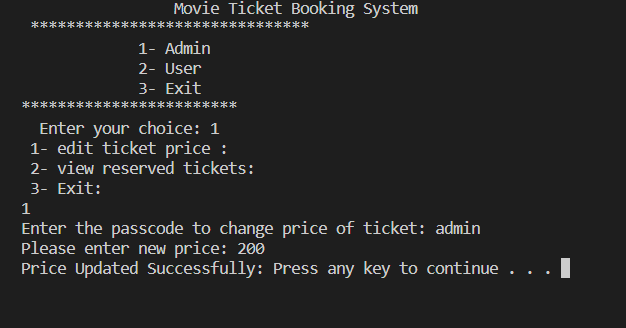 Movie Ticket Booking System
*******************************
1- Admin
2- User
3- Exit
************************
Enter your choice: 1
1- edit ticket price :
2- view reserved tickets:
3- Exit:
1
Enter the passcode to change price of ticket: admin
Please enter new price: 200
Price Updated Successfully: Press any key to continue . . .